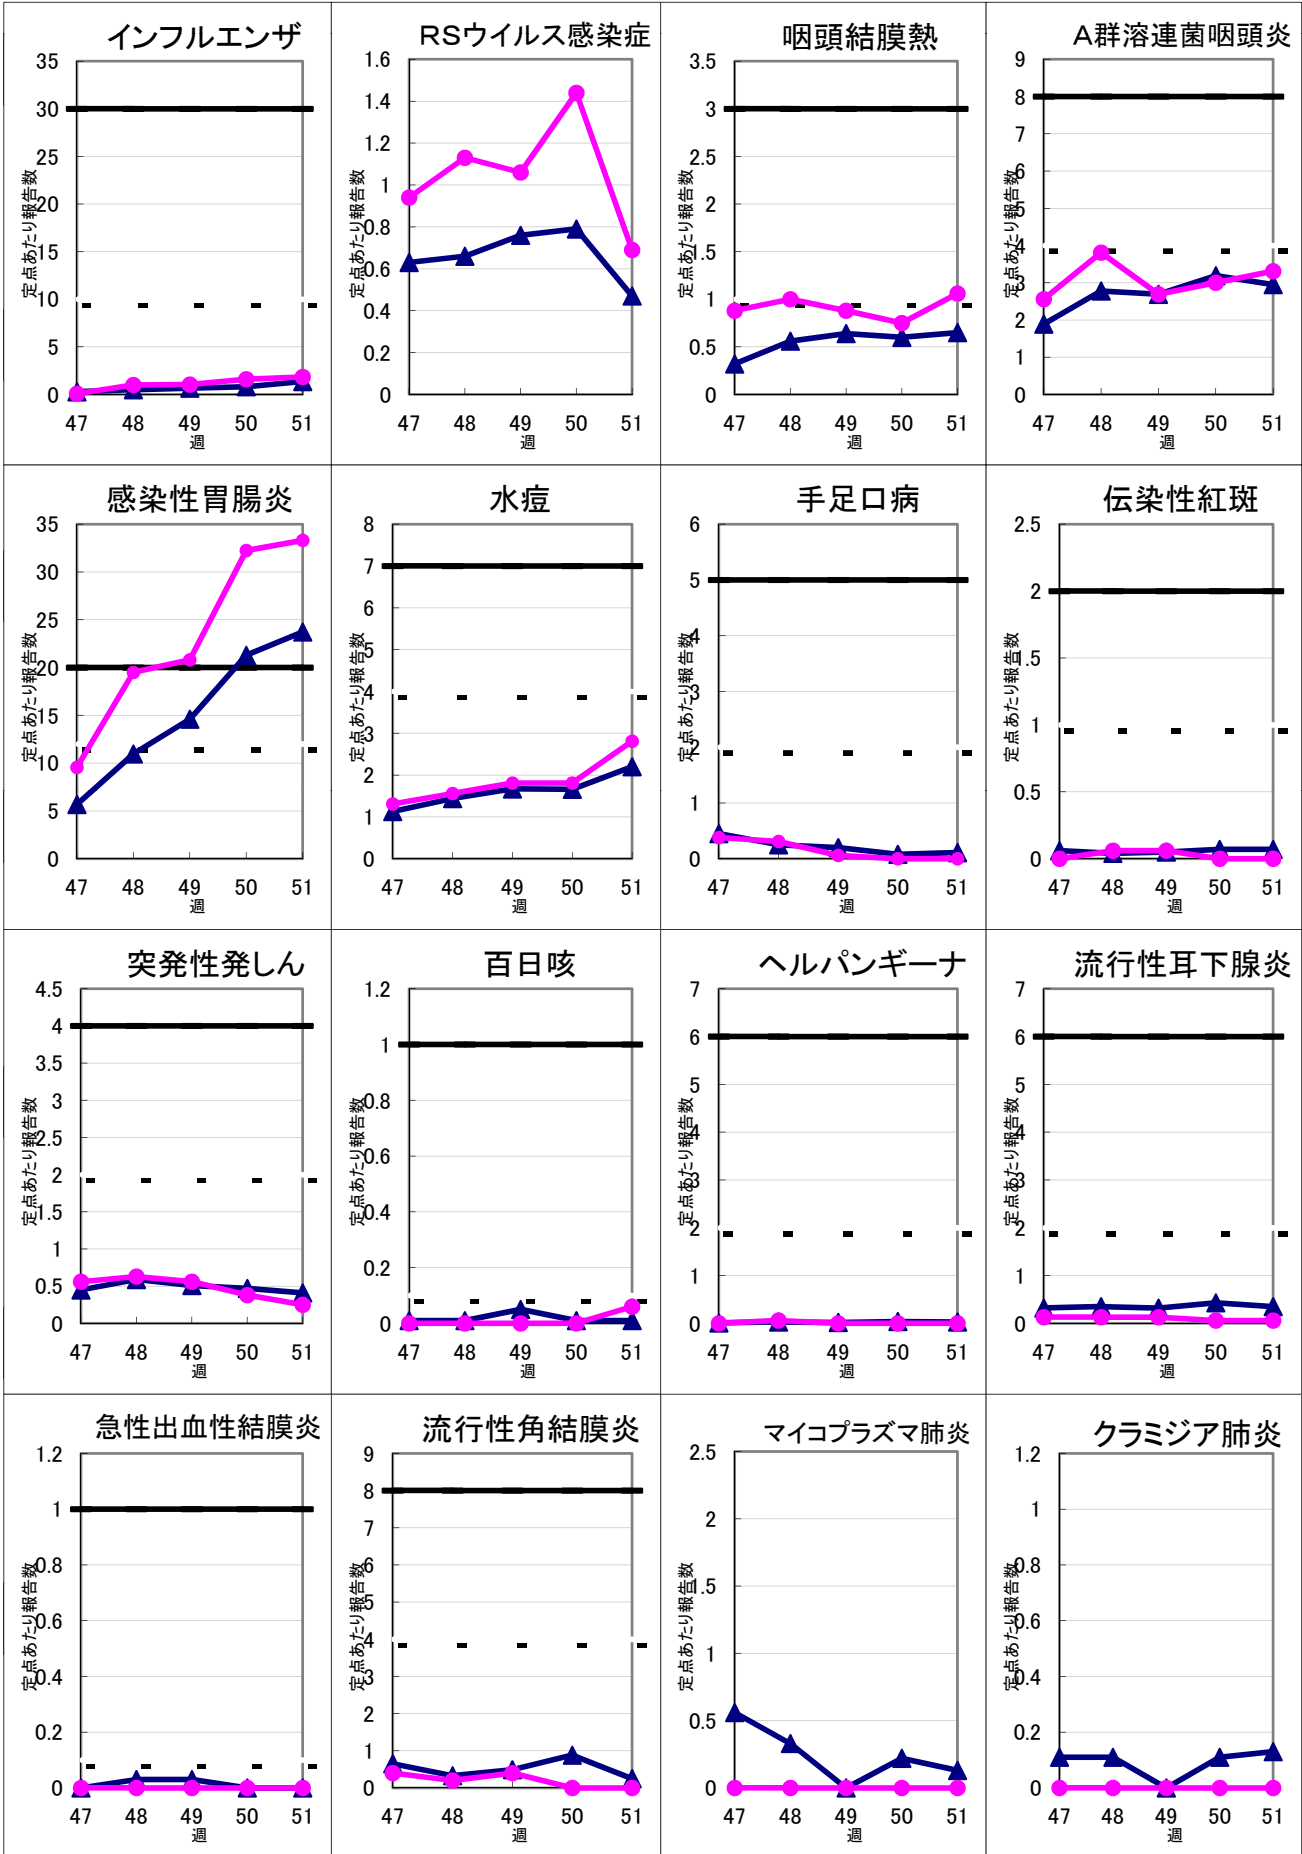 インフルエンザ
35
30
25
20
15
10
5
0
定点あたり報告数
47 48 49 50 51
週
RSウイルス感染症
1.6
1.4
1.2
1
0.8
0.6
0.4
0.2
0
定点あたり報告数
47 48 49 50 51
週
咽頭結膜熱
3.5
3
2.5
2
1.5
1
0.5
0
定点あたり報告数
47 48 49 50 51
週
A群溶連菌咽頭炎
9
8
7
6
5
4
3
2
1
0
定点あたり報告数
47 48 49 50 51
週
感染性胃腸炎
35
30
25
20
15
10
5
0
定点あたり報告数
47 48 49 50 51
週
水痘
8
7
6
5
4
3
2
1
0
定点あたり報告数
47 48 49 50 51
週
手足口病
6
5
4
3
2
1
0
定点あたり報告数
47 48 49 50 51
週
伝染性紅斑
2.5
2
1.5
1
0.5
0
定点あたり報告数
47 48 49 50 51
週
突発性発しん
4.5
4
3.5
3
2.5
2
1.5
1
0.5
0
定点あたり報告数
47 48 49 50 51
週
百日咳
1.2
1
0.8
0.6
0.4
0.2
0
定点あたり報告数
47 48 49 50 51
週
ヘルパンギーナ
7
6
5
4
3
2
1
0
定点あたり報告数
47 48 49 50 51
週
流行性耳下腺炎
7
6
5
4
3
2
1
0
定点あたり報告数
47 48 49 50 51
週
急性出血性結膜炎
1.2
1
0.8
0.6
0.4
0.2
0
定点あたり報告数
47 48 49 50 51
週
流行性角結膜炎
9
8
7
6
5
4
3
2
1
0
定点あたり報告数
47 48 49 50 51
週
マイコプラズマ肺炎
2.5
2
1.5
1
0.5
0
定点あたり報告数
47 48 49 50 51
週
クラミジア肺炎
1.2
1
0.8
0.6
0.4
0.2
0
定点あたり報告数
47 48 49 50 51
週